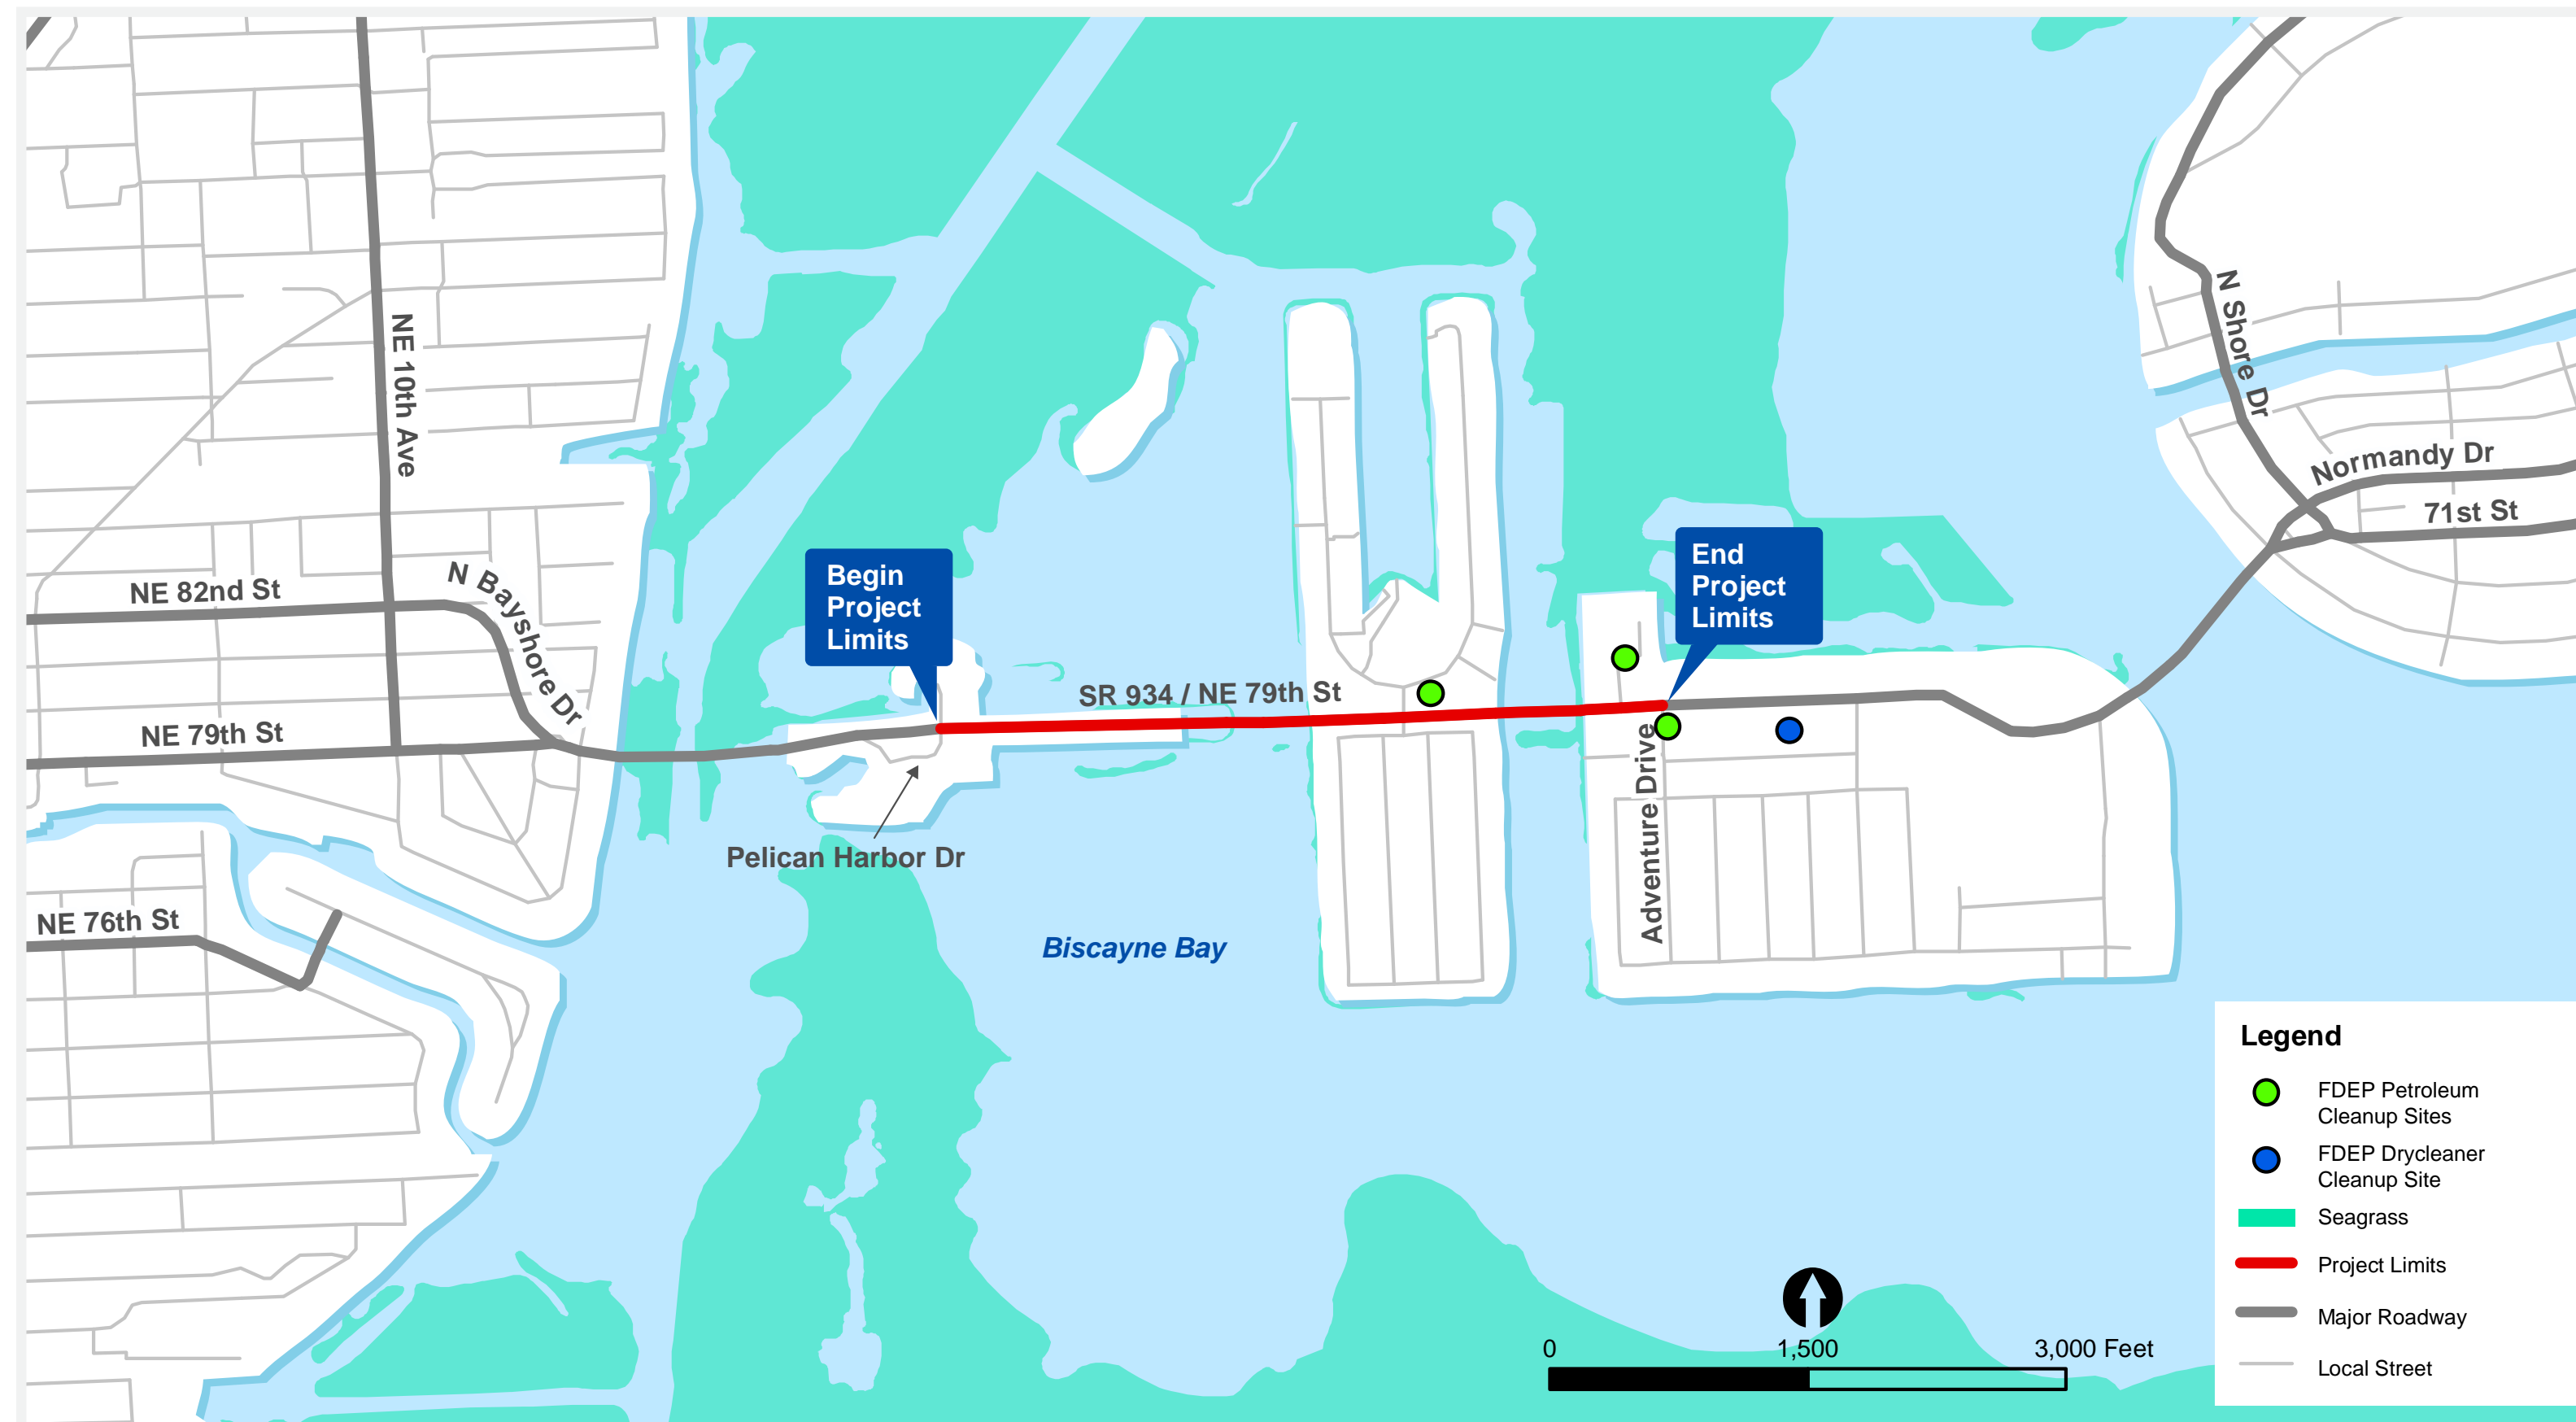 N Shore Dr
NE 10th Ave
Normandy Dr
71st St
End
Project
Limits
Begin
Project
Limits
NE 82nd St
N Bayshore Dr
SR 934 / NE 79th St
NE 79th St
Adventure Drive
Pelican Harbor Dr
NE 76th St
Biscayne Bay
Legend
FDEP Petroleum
Cleanup Sites
FDEP Drycleaner
Cleanup Site
Seagrass
Project Limits
Major Roadway
Local Street
0 1,500 3,000 Feet